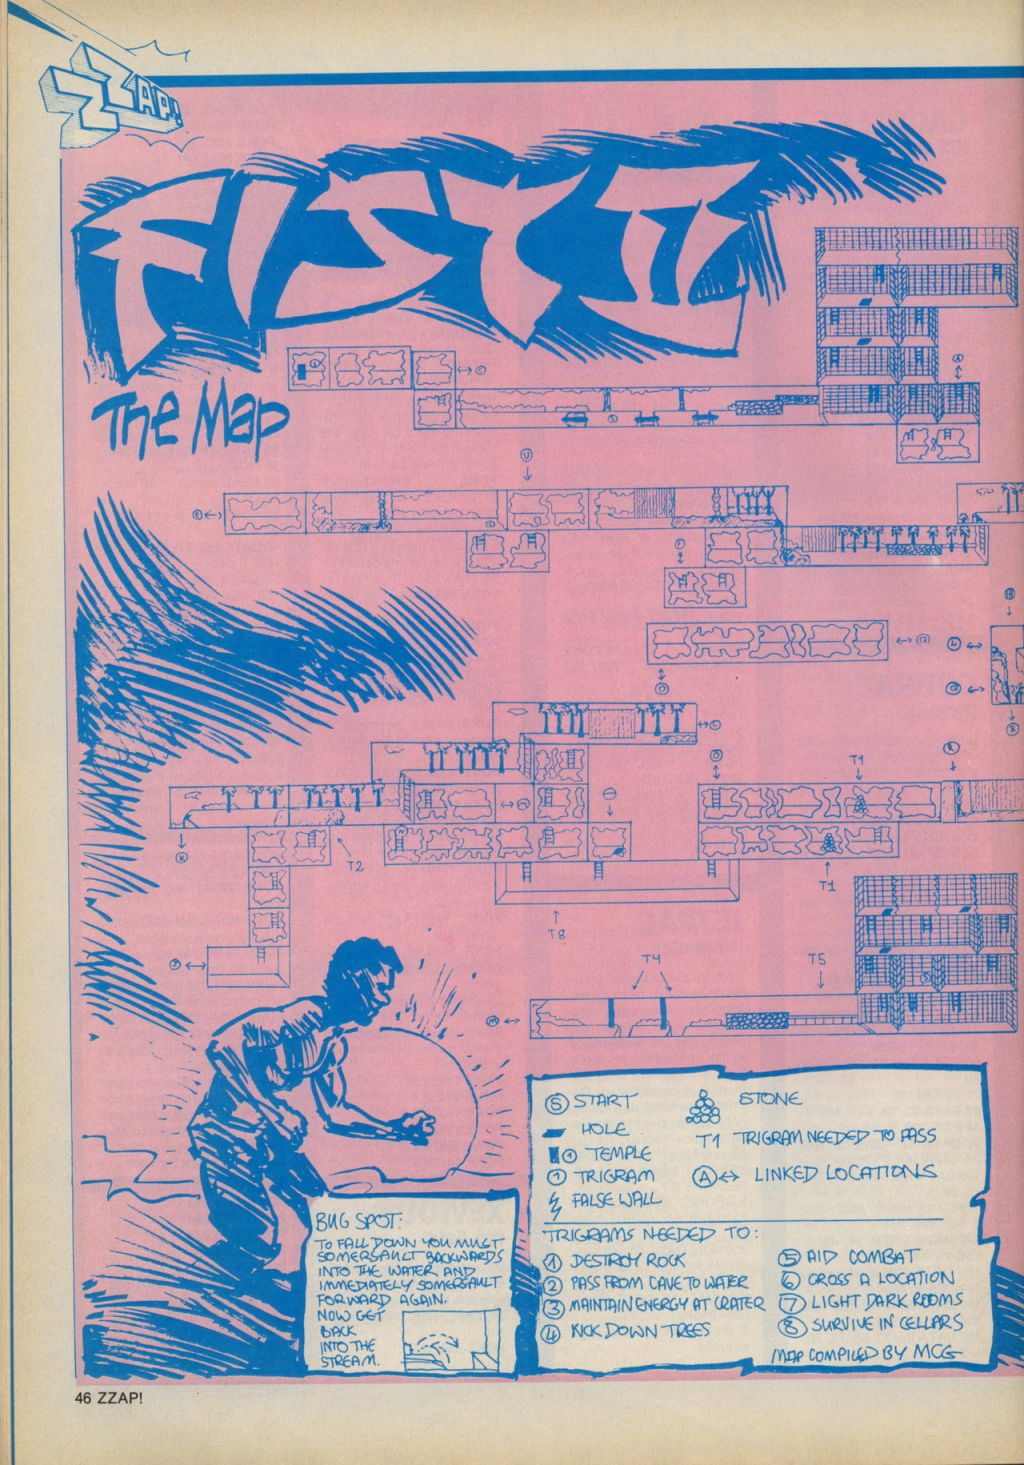 ZZAP!
FIST II
The Map
T1
T2
T1
T8
T4
T5
BUG SPOT:
TO FALL DOWN YOU MUST
SOMERSAULT BACKWARDS
INTO THE WATER AND
IMMEDIATELY SOMERSAULT
FORWARD AGAIN.
NOW GET
BACK
INTO THE
STREAM.
S START
HOLE
1 TEMPLE
1 TRIGRAM
FALSE WALL
STONE
T1 TRIGRAM NEEDED TO PASS
A ↔ LINKED LOCATIONS
TRIGRAMS NEEDED TO:
1 DESTROY ROCK
2 PASS FROM CAVE TO WATER
3 MAINTAIN ENERGY AT CRATER
4 KICK DOWN TREES
5 AID COMBAT
6 CROSS A LOCATION
7 LIGHT DARK ROOMS
8 SURVIVE IN CELLARS
MAP COMPILED BY MCG
46 ZZAP!